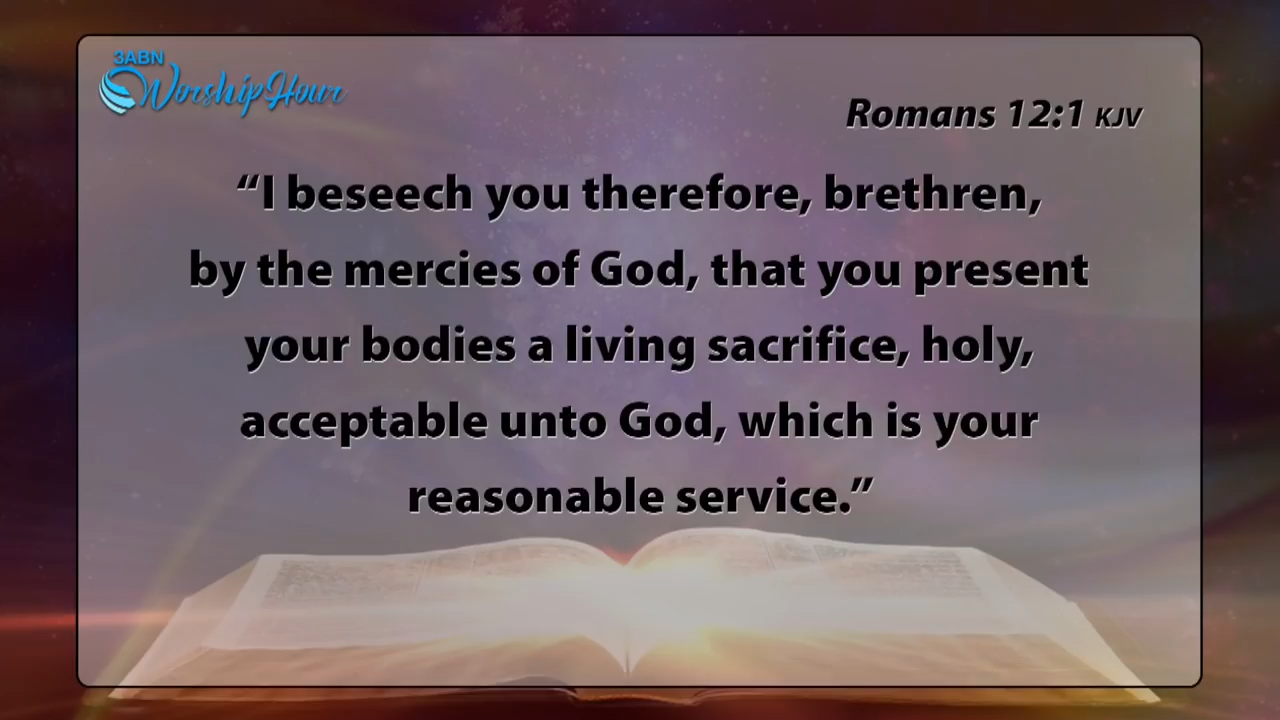 3ABN
Worship Hour
Romans 12:1 KJV
“I beseech you therefore, brethren,
by the mercies of God, that you present
your bodies a living sacrifice, holy,
acceptable unto God, which is your
reasonable service.”